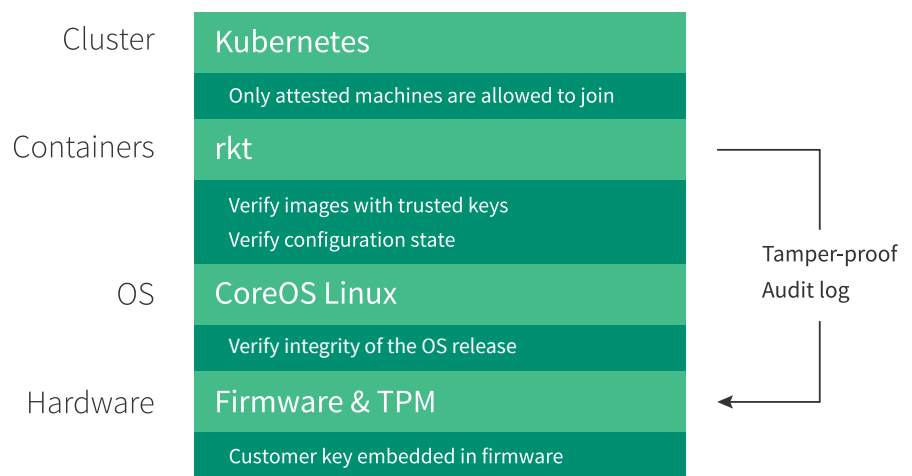 Cluster
Kubernetes
Only attested machines are allowed to join
Containers
rkt
Verify images with trusted keys
Verify configuration state
Tamper-proof
Audit log
OS
CoreOS Linux
Verify integrity of the OS release
Hardware
Firmware & TPM
Customer key embedded in firmware